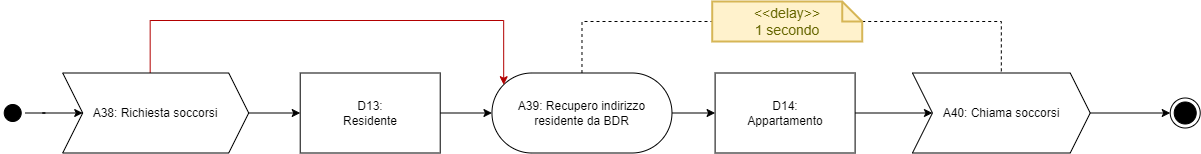 <<delay>>
1 secondo
A38: Richiesta soccorsi
D13:
Residente
A39: Recupero indirizzo
residente da BDR
D14:
Appartamento
A40: Chiama soccorsi